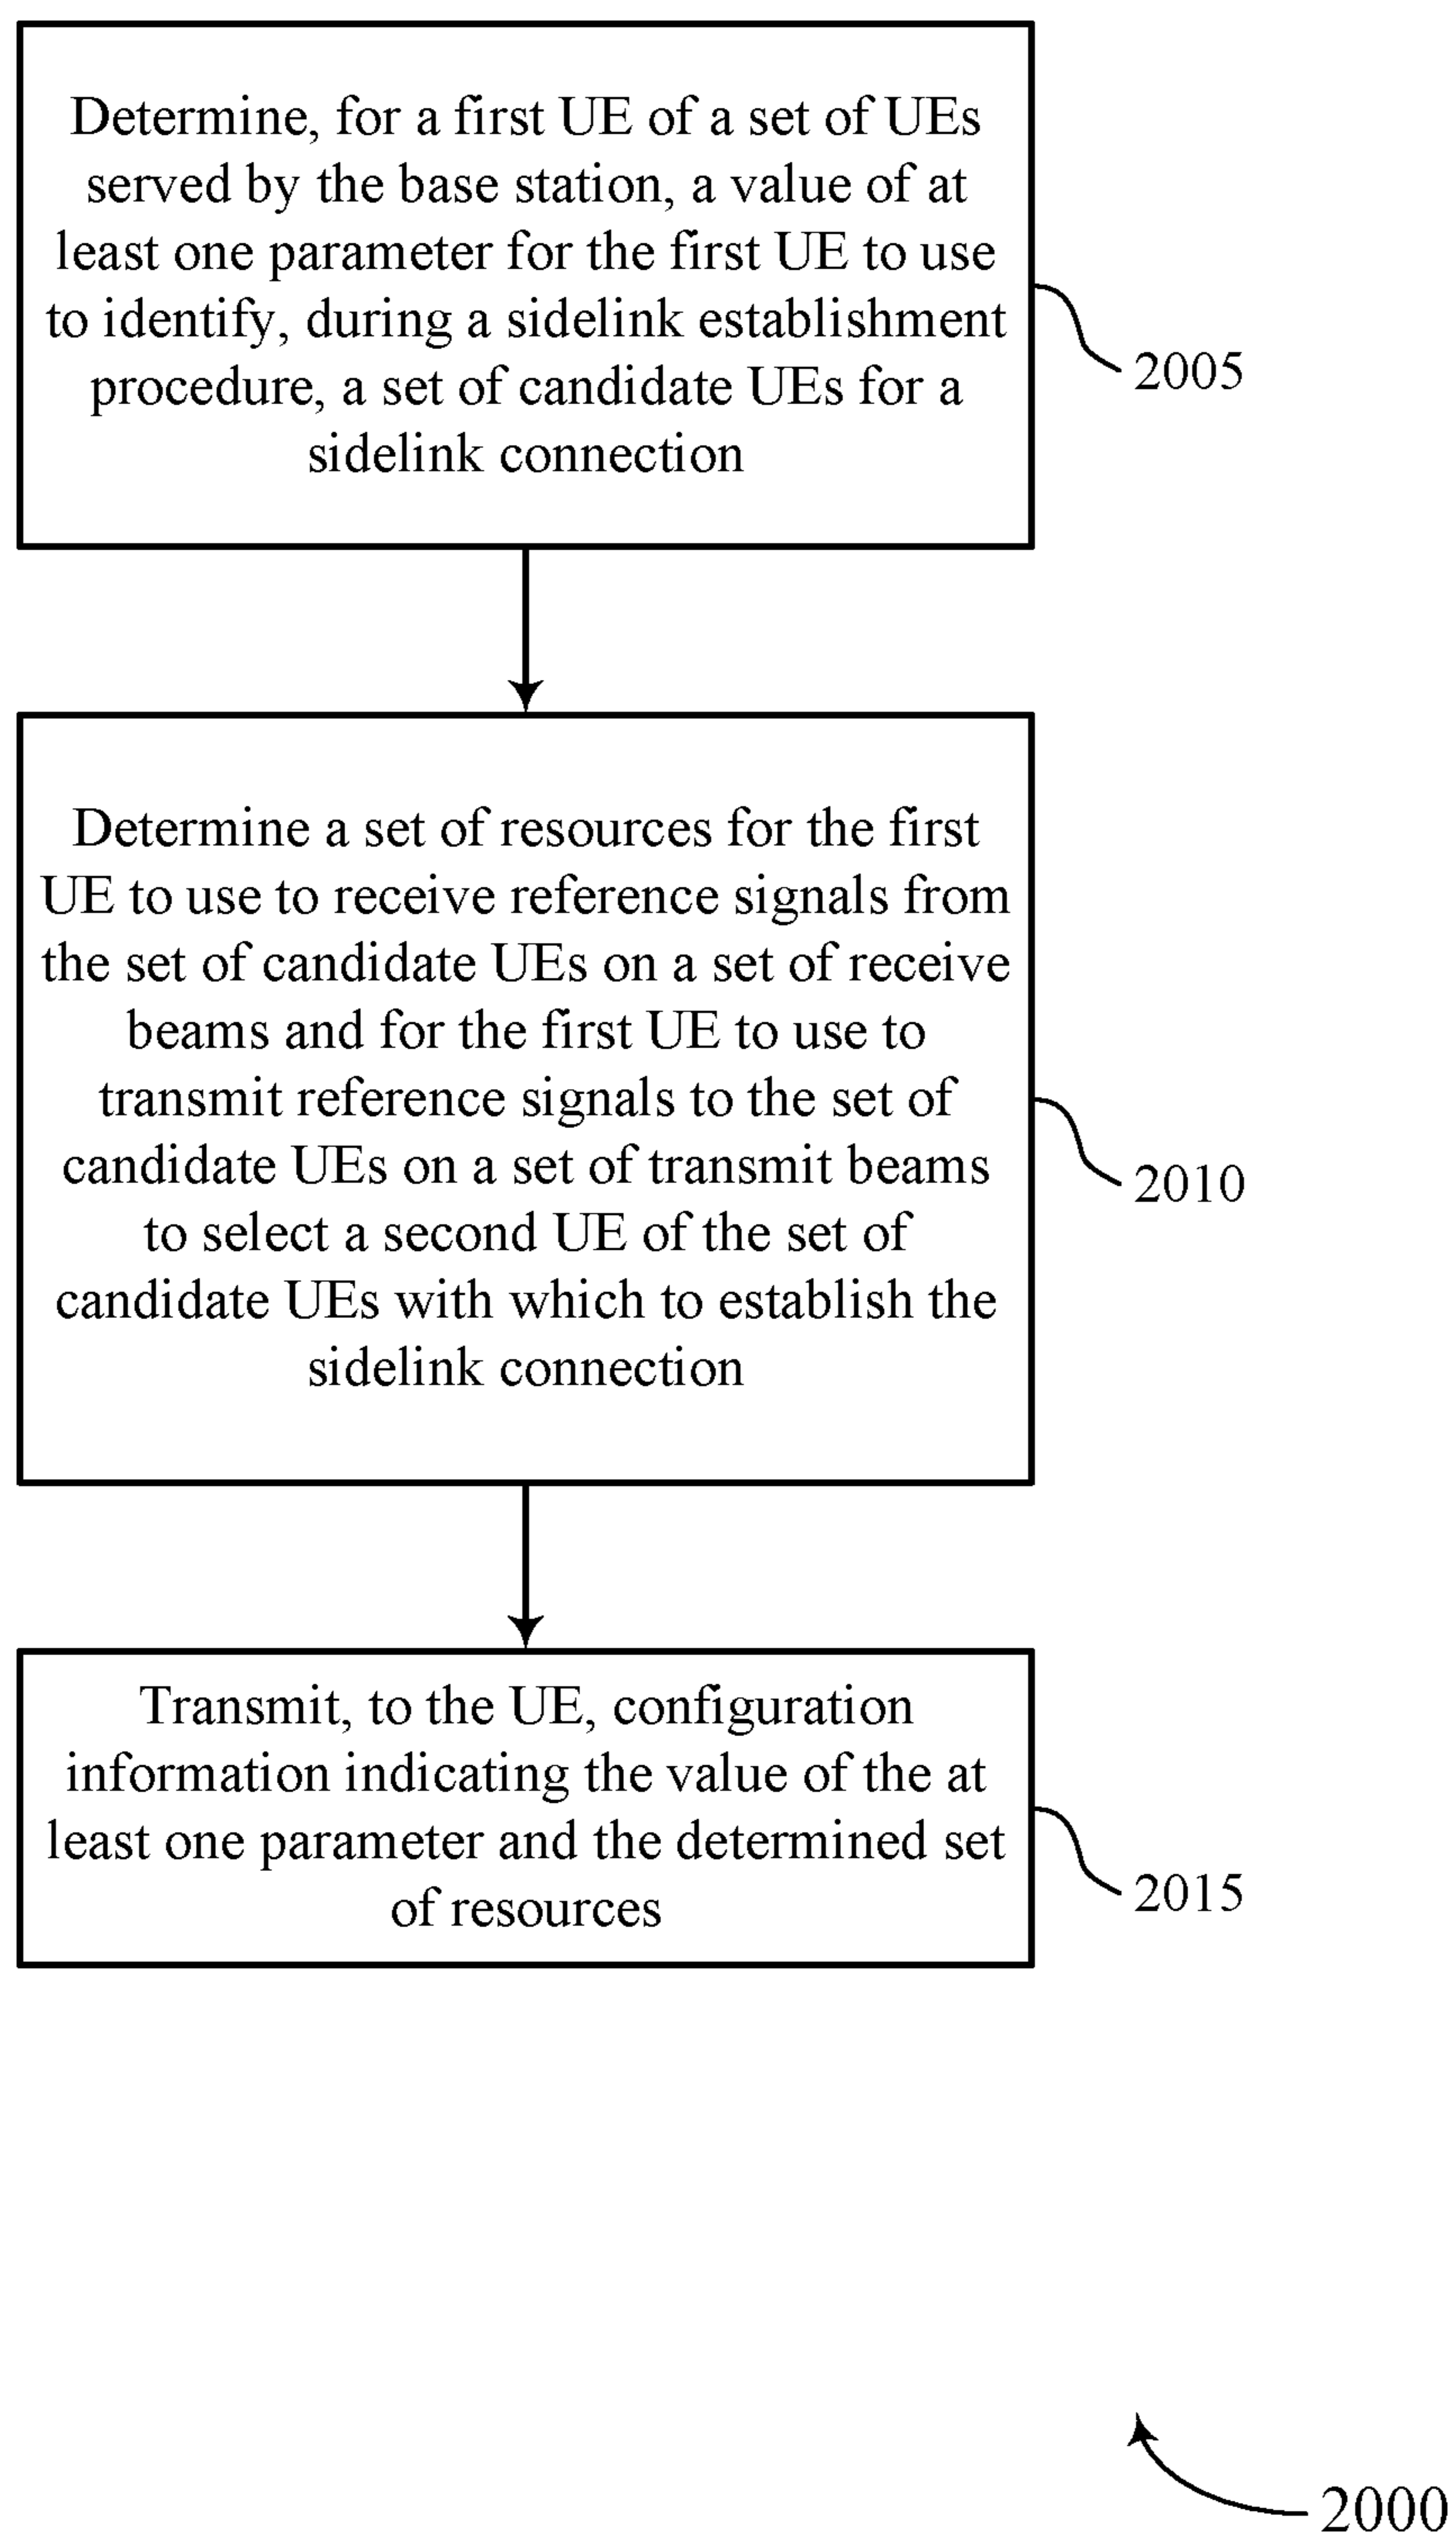 Determine, for a first UE of a set of UEs
served by the base station, a value of at
least one parameter for the first UE to use
to identify, during a sidelink establishment
procedure, a set of candidate UEs for a
sidelink connection
2005
Determine a set of resources for the first
UE to use to receive reference signals from
the set of candidate UEs on a set of receive
beams and for the first UE to use to
transmit reference signals to the set of
candidate UEs on a set of transmit beams
to select a second UE of the set of
candidate UEs with which to establish the
sidelink connection
2010
Transmit, to the UE, configuration
information indicating the value of the at
least one parameter and the determined set
of resources
2015
2000